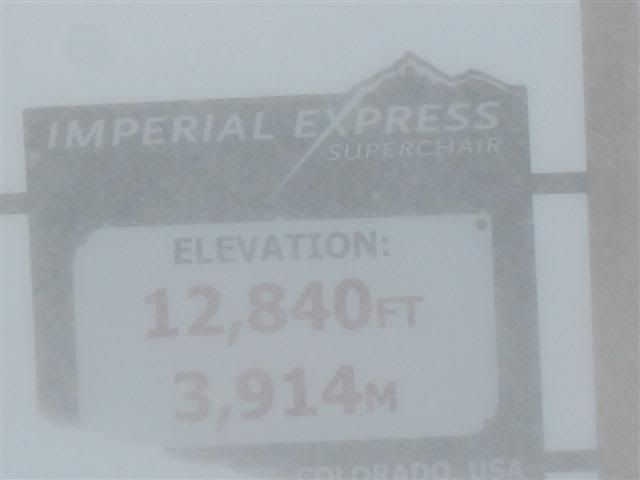 IMPERIAL EXPRESS
SUPERCHAIR
ELEVATION:
12,840FT
3,914M
COLORADO, USA